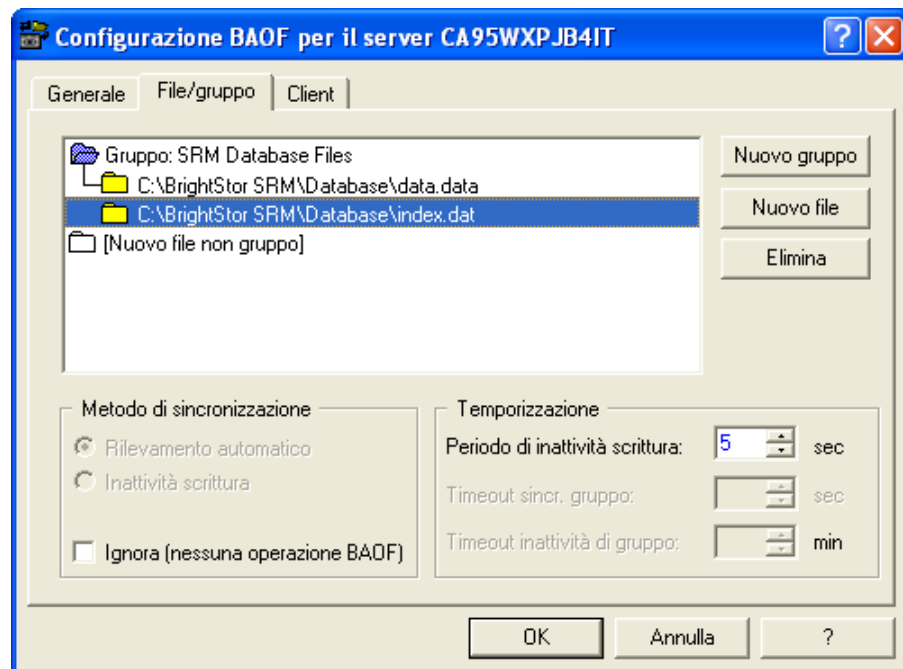 Configurazione BAOF per il server CA95WXPJB4IT
Generale File/gruppo Client
Gruppo: SRM Database Files
C:\BrightStor SRM\Database\data.data
C:\BrightStor SRM\Database\index.dat
[Nuovo file non gruppo]
Nuovo gruppo
Nuovo file
Elimina
Metodo di sincronizzazione
Rilevamento automatico
Inattività scrittura
Ignora (nessuna operazione BAOF)
Temporizzazione
Periodo di inattività scrittura: 5 sec
Timeout sincr. gruppo: sec
Timeout inattività di gruppo: min
OK Annulla ?